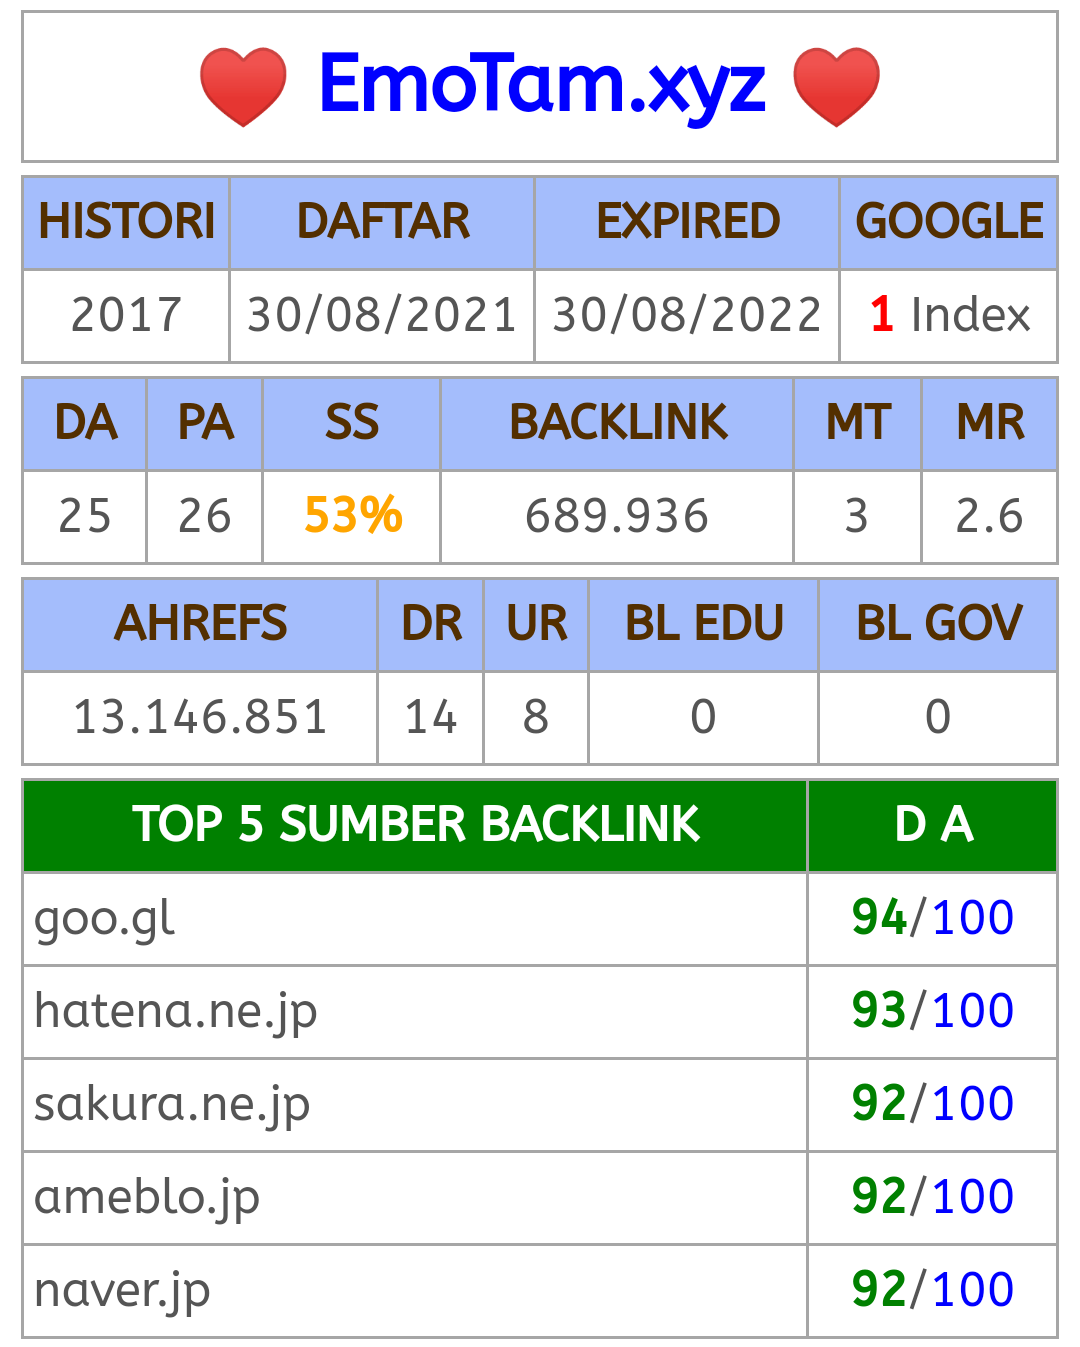 EmoTam.xyz
HISTORI DAFTAR EXPIRED GOOGLE
2017 30/08/2021 30/08/2022 1 Index
DA PA SS BACKLINK MT MR
25 26 53% 689.936 3 2.6
AHREFS DR UR BL EDU BL GOV
13.146.851 14 8 0 0
TOP 5 SUMBER BACKLINK D A
goo.gl 94/100
hatena.ne.jp 93/100
sakura.ne.jp 92/100
ameblo.jp 92/100
naver.jp 92/100